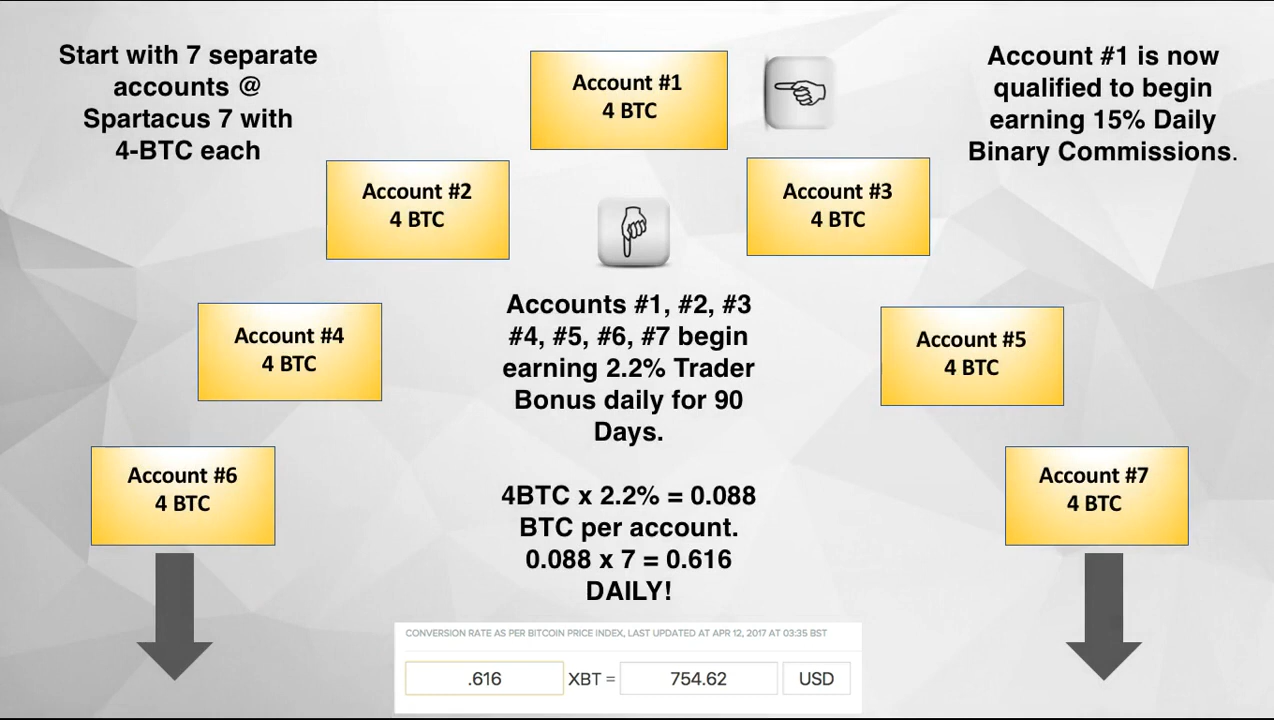 Start with 7 separate
accounts @
Spartacus 7 with
4-BTC each
Account #1
4 BTC
Account #1 is now
qualified to begin
earning 15% Daily
Binary Commissions.
Account #2
4 BTC
Account #3
4 BTC
Accounts #1, #2, #3
#4, #5, #6, #7 begin
earning 2.2% Trader
Bonus daily for 90
Days.
Account #4
4 BTC
Account #5
4 BTC
Account #6
4 BTC
Account #7
4 BTC
4BTC x 2.2% = 0.088
BTC per account.
0.088 x 7 = 0.616
DAILY!
CONVERSION RATE AS PER BITCOIN PRICE INDEX, LAST UPDATED AT APR 12, 2017 AT 03:35 BST
.616 XBT = 754.62 USD